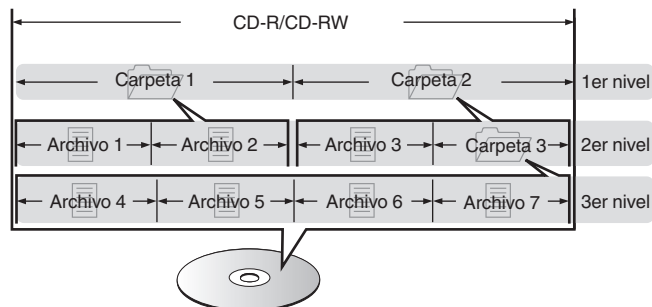 CD-R/CD-RW
Carpeta 1 Carpeta 2 1er nivel
Archivo 1 Archivo 2 Archivo 3 Carpeta 3 2er nivel
Archivo 4 Archivo 5 Archivo 6 Archivo 7 3er nivel